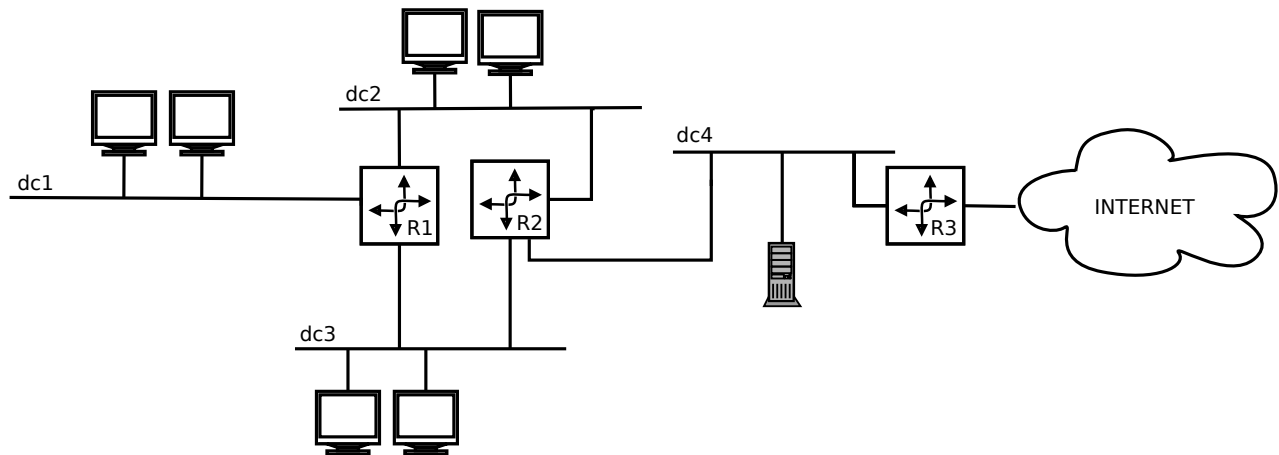 dc2
dc4
dc1
INTERNET
R1
R2
R3
dc3